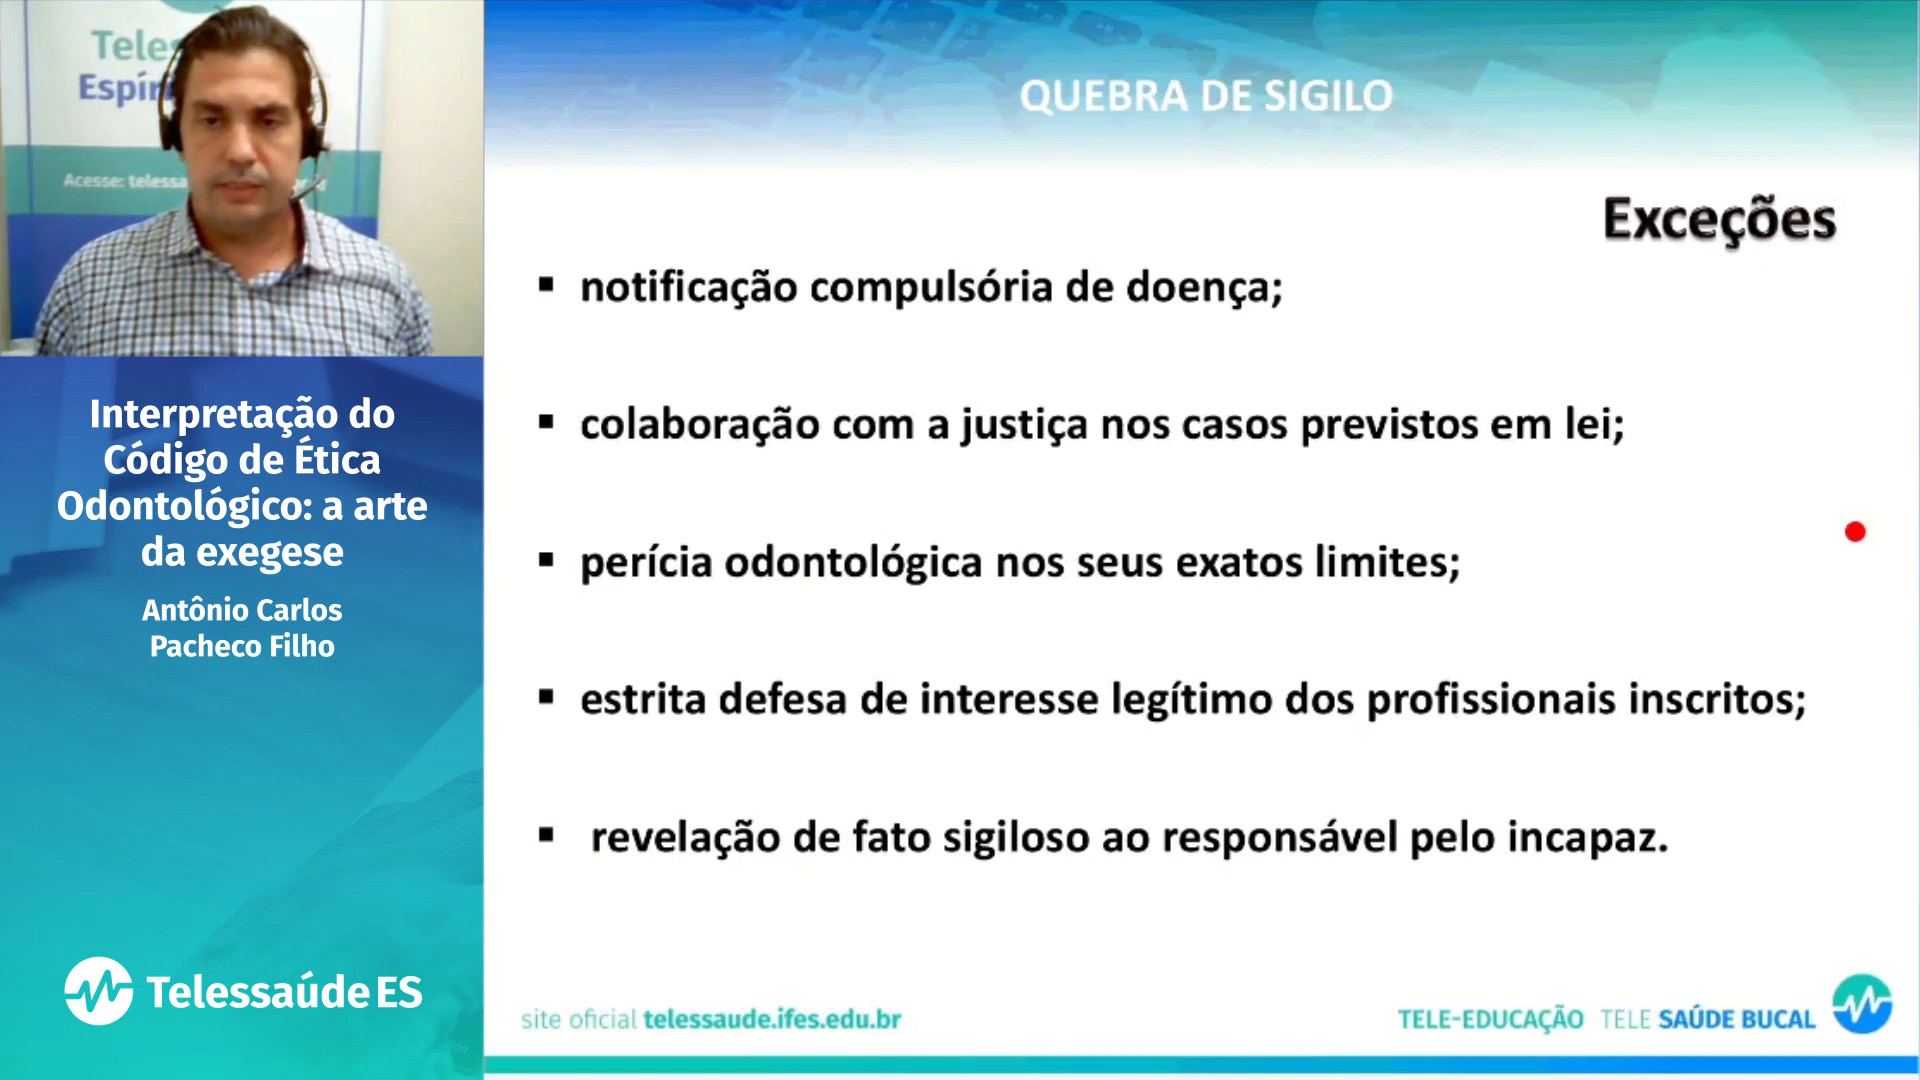 Teles
Espír
Acesse: telessa
Interpretação do
Código de Ética
Odontológico: a arte
da exegese
Antônio Carlos
Pacheco Filho
Telessaúde ES
QUEBRA DE SIGILO
Exceções
▪ notificação compulsória de doença;
▪ colaboração com a justiça nos casos previstos em lei;
▪ perícia odontológica nos seus exatos limites;
▪ estrita defesa de interesse legítimo dos profissionais inscritos;
▪ revelação de fato sigiloso ao responsável pelo incapaz.
site oficial telessaude.ifes.edu.br
TELE-EDUCAÇÃO TELE SAÚDE BUCAL